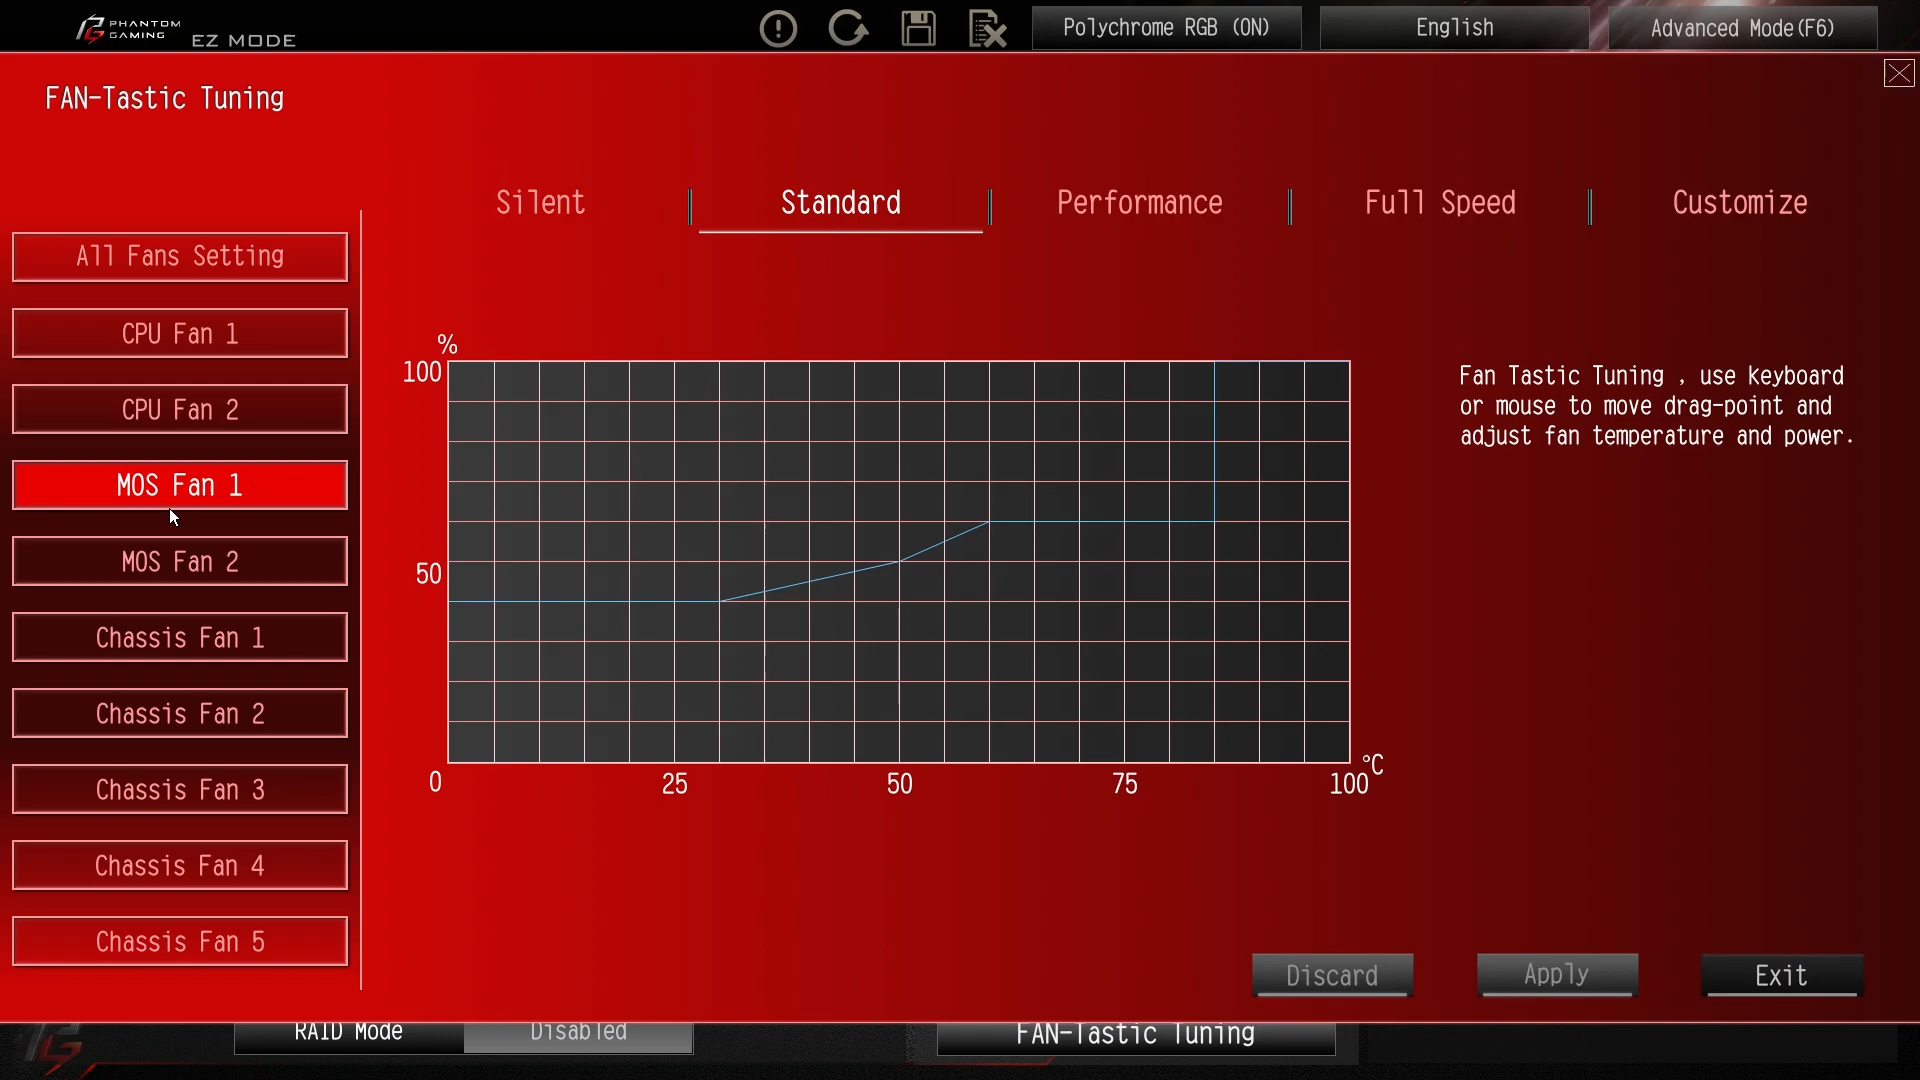 PHANTOM
GAMING
EZ MODE
Polychrome RGB (ON)
English
Advanced Mode(F6)
FAN-Tastic Tuning
Silent
Standard
Performance
Full Speed
Customize
All Fans Setting
CPU Fan 1
CPU Fan 2
MOS Fan 1
MOS Fan 2
Chassis Fan 1
Chassis Fan 2
Chassis Fan 3
Chassis Fan 4
Chassis Fan 5
%
100
50
0
25
50
75
100
°C
Fan Tastic Tuning , use keyboard
or mouse to move drag-point and
adjust fan temperature and power.
Discard
Apply
Exit
RAID Mode
Disabled
FAN-Tastic Tuning